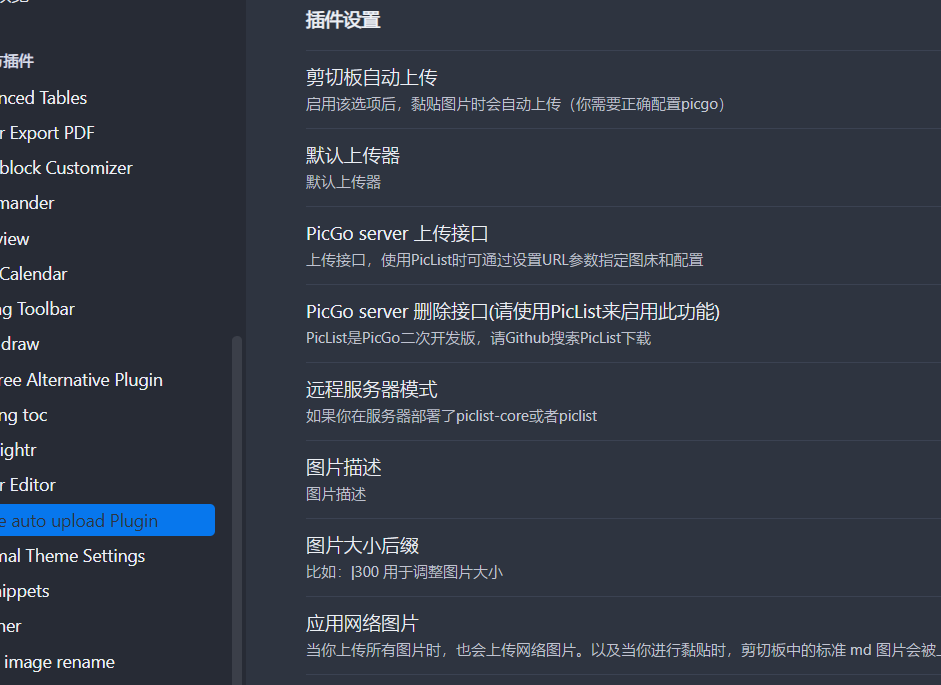 插件
nced Tables
r Export PDF
block Customizer
mander
view
Calendar
ng Toolbar
draw
ree Alternative Plugin
ng toc
ightr
r Editor
e auto upload Plugin
mal Theme Settings
nippets
ner
image rename
插件设置
剪切板自动上传
启用该选项后，黏贴图片时会自动上传（你需要正确配置picgo）
默认上传器
默认上传器
PicGo server 上传接口
上传接口，使用PicList时可通过设置URL参数指定图床和配置
PicGo server 删除接口(请使用PicList来启用此功能)
PicList是PicGo二次开发版，请Github搜索PicList下载
远程服务器模式
如果你在服务器部署了piclist-core或者piclist
图片描述
图片描述
图片大小后缀
比如：|300 用于调整图片大小
应用网络图片
当你上传所有图片时，也会上传网络图片。以及当你进行黏贴时，剪切板中的标准 md 图片会被上